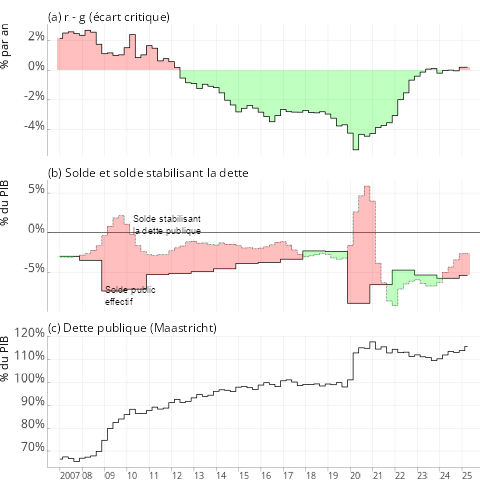 (a) r - g (écart critique)
% par an
2%
0%
-2%
-4%
(b) Solde et solde stabilisant la dette
% du PIB
5%
0%
-5%
Solde stabilisant
la dette publique
Solde public
effectif
(c) Dette publique (Maastricht)
% du PIB
120%
110%
100%
90%
80%
70%
2007 08 09 10 11 12 13 14 15 16 17 18 19 20 21 22 23 24 25